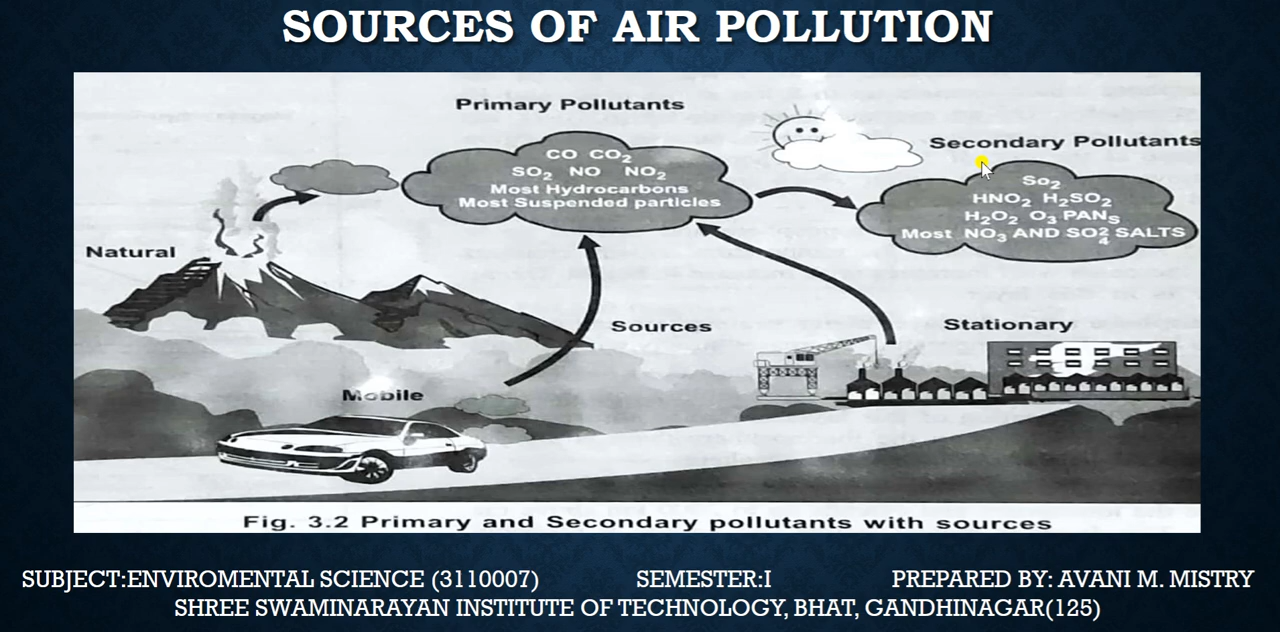 SOURCES OF AIR POLLUTION
Primary Pollutants
CO CO2
SO2 NO NO2
Most Hydrocarbons
Most Suspended particles
Secondary Pollutants
So2
HNO2 H2SO2
H2O2 O3 PANs
Most NO3 AND SO2/4 SALTS
Natural
Sources
Stationary
Mobile
Fig. 3.2 Primary and Secondary pollutants with sources
SUBJECT:ENVIROMENTAL SCIENCE (3110007) SEMESTER:I PREPARED BY: AVANI M. MISTRY
SHREE SWAMINARAYAN INSTITUTE OF TECHNOLOGY, BHAT, GANDHINAGAR(125)